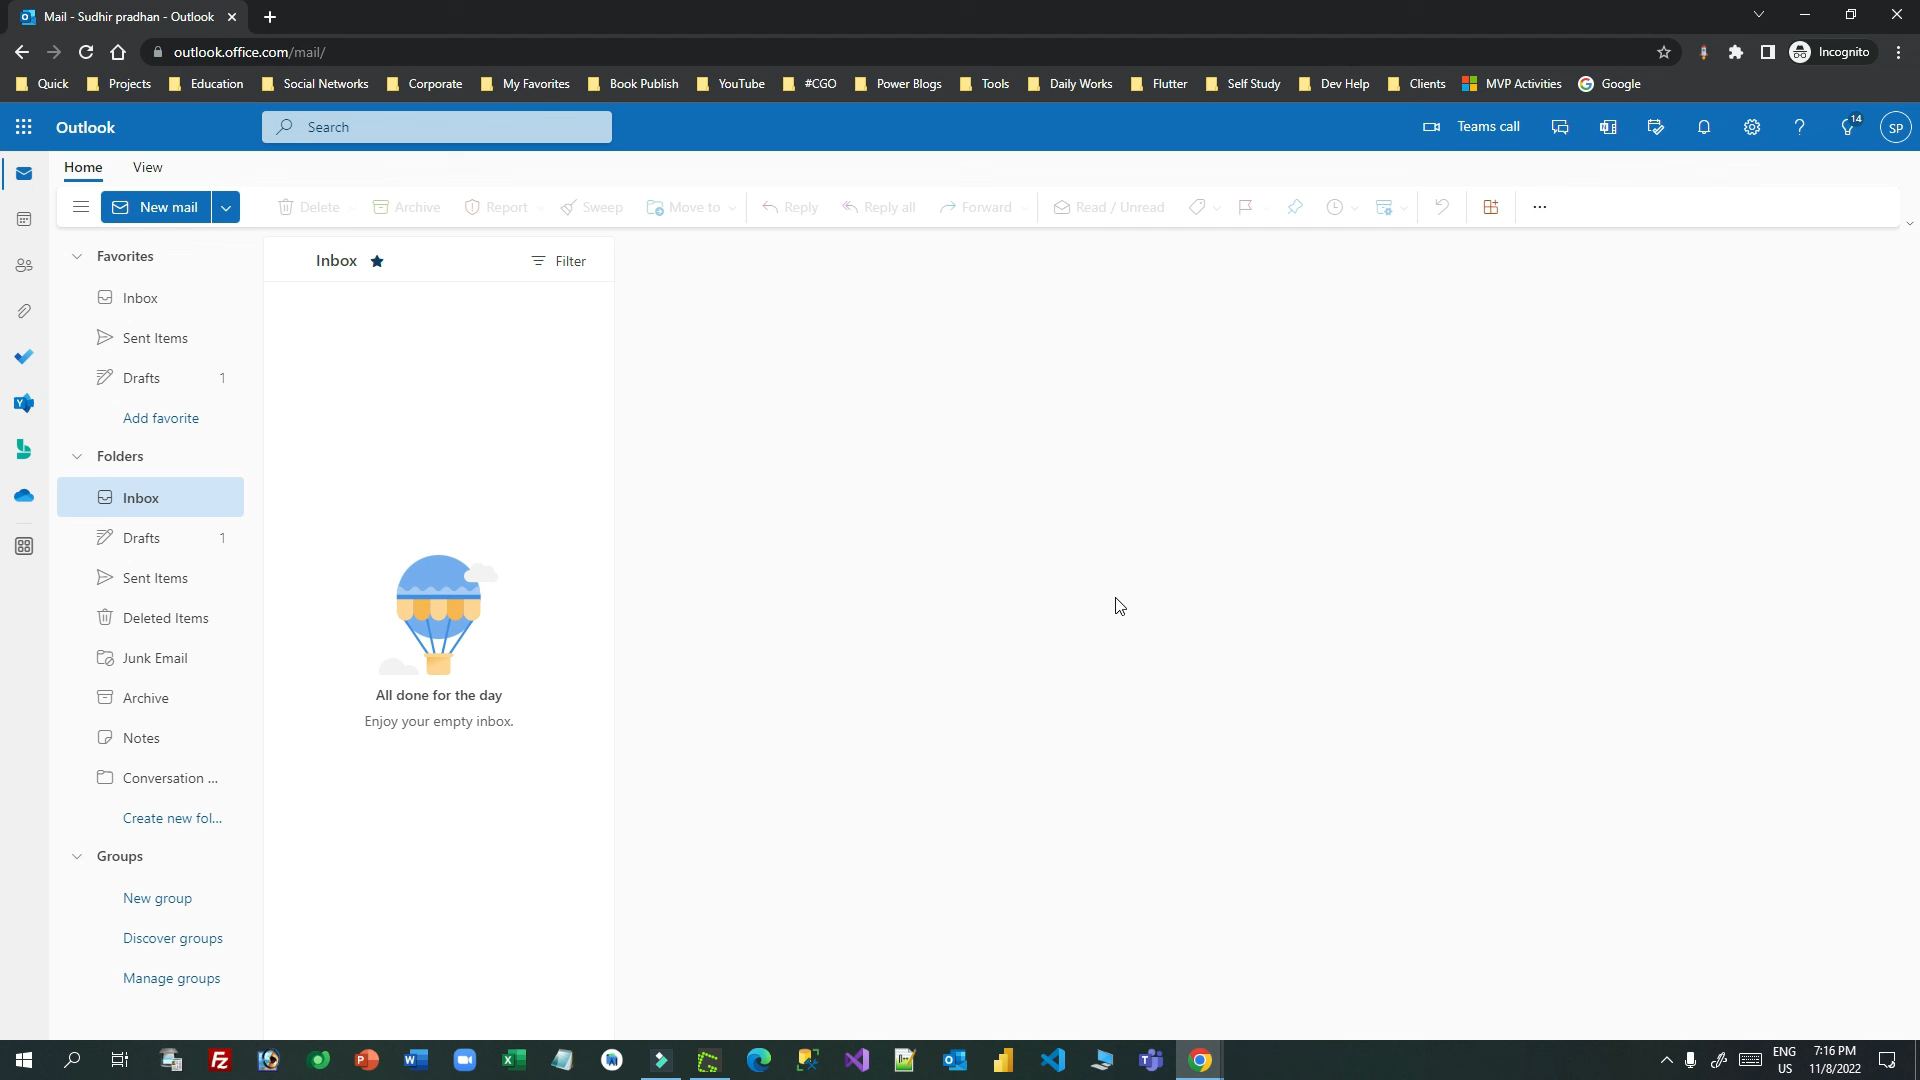 Mail - Sudhir pradhan - Outlook
outlook.office.com/mail/
Incognito
Quick Projects Education Social Networks Corporate My Favorites Book Publish YouTube #CGO Power Blogs Tools Daily Works Flutter Self Study Dev Help Clients MVP Activities Google
Outlook
Search
Teams call
14
SP
Home View
New mail Delete Archive Report Sweep Move to Reply Reply all Forward Read / Unread
Favorites
Inbox
Sent Items
Drafts 1
Add favorite
Folders
Inbox
Drafts 1
Sent Items
Deleted Items
Junk Email
Archive
Notes
Conversation ...
Create new fol...
Groups
New group
Discover groups
Manage groups
Inbox Filter
All done for the day
Enjoy your empty inbox.
ENG
US
7:16 PM
11/8/2022